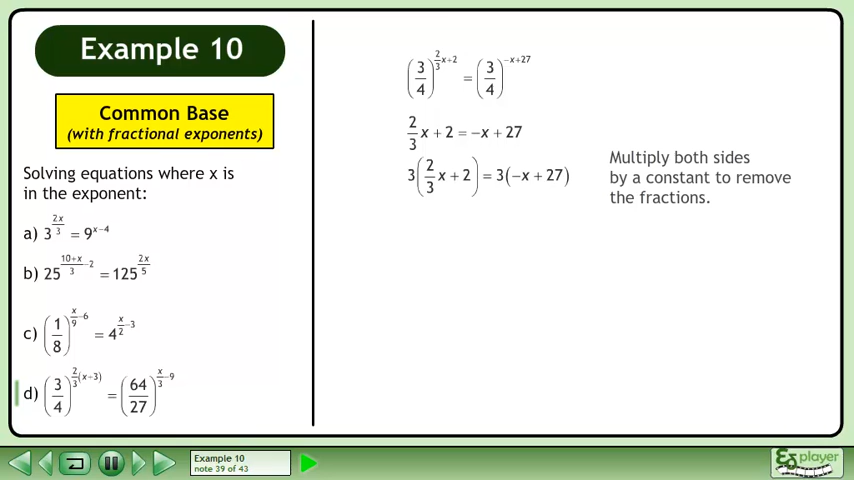 Example 10
Common Base
(with fractional exponents)
Solving equations where x is
in the exponent:
a) 3^(2x/3) = 9^(x−4)
b) 25^((10+x)/3 −2) = 125^(2x/5)
c) (1/8)^(x/9 −6) = 4^(x/2 −3)
d) (3/4)^(2/3 (x+3)) = (64/27)^(x/3 −9)
(3/4)^(2/3 x+2) = (3/4)^(−x+27)
2/3 x + 2 = −x + 27
3(2/3 x + 2) = 3(−x + 27)
Multiply both sides
by a constant to remove
the fractions.
Example 10
note 39 of 43
player